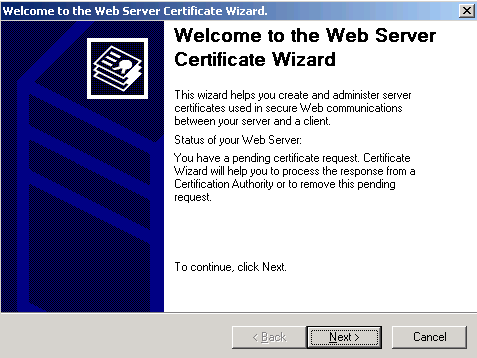 Welcome to the Web Server Certificate Wizard.
Welcome to the Web Server
Certificate Wizard
This wizard helps you create and administer server
certificates used in secure Web communications
between your server and a client.
Status of your Web Server:
You have a pending certificate request. Certificate
Wizard will help you to process the response from a
Certification Authority or to remove this pending
request.
To continue, click Next.
< Back
Next >
Cancel